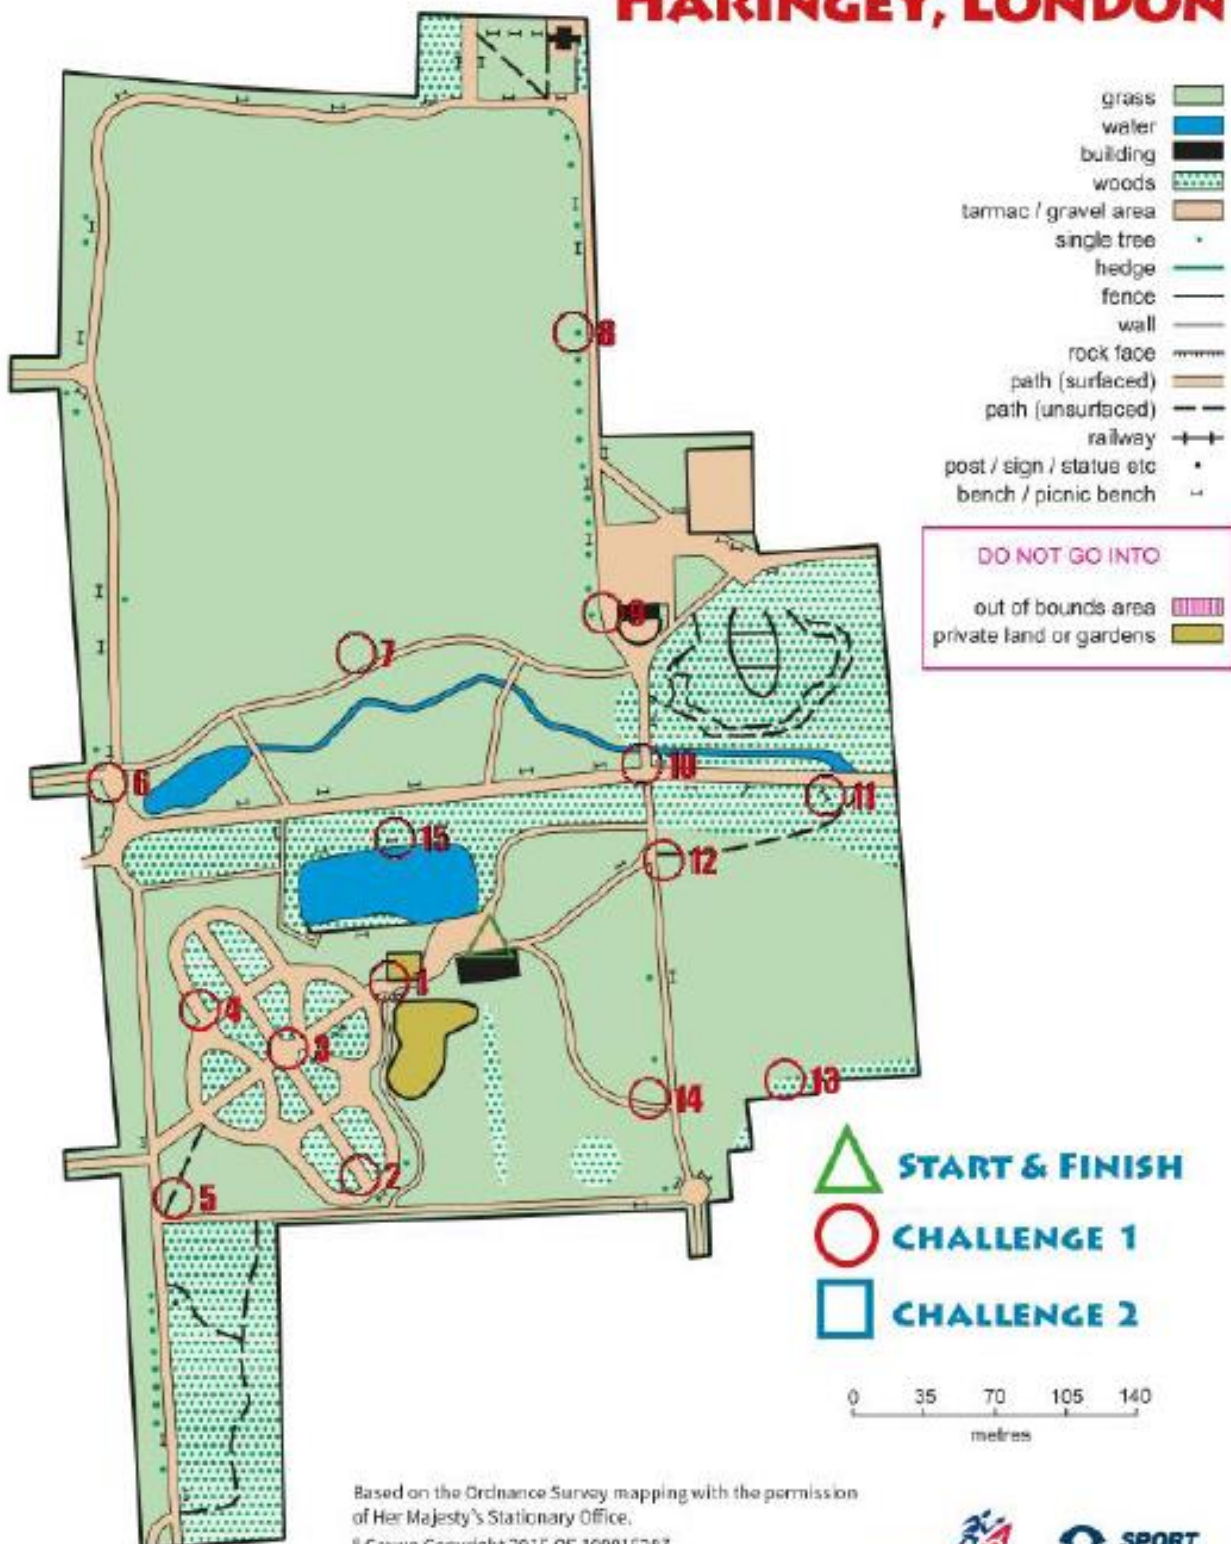 HARINGEY, LONDON
grass
water
building
woods
tarmac / gravel area
single tree
hedge
fence
wall
rock face
path (surfaced)
path (unsurfaced)
railway
post / sign / statue etc
bench / picnic bench
DO NOT GO INTO
out of bounds area
private land or gardens
8
9
7
6
10
11
15
12
1
4
3
13
14
2
5
START & FINISH
CHALLENGE 1
CHALLENGE 2
0 35 70 105 140
metres
Based on the Ordnance Survey mapping with the permission
of Her Majesty's Stationary Office.
SPORT